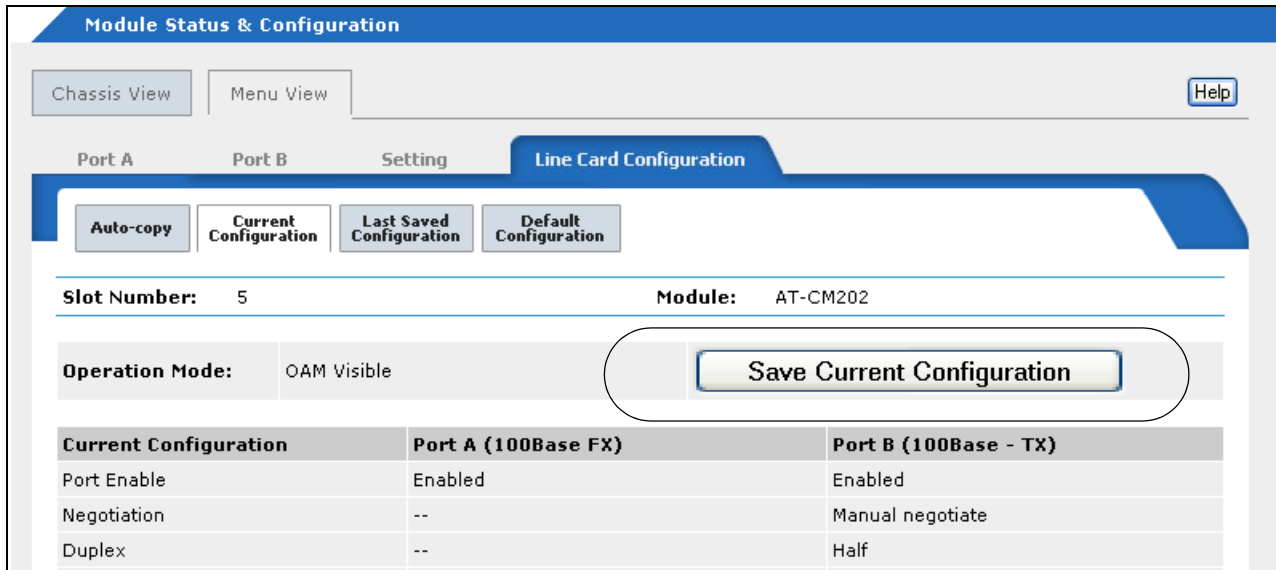 Module Status & Configuration
Chassis View Menu View Help
Port A Port B Setting Line Card Configuration
Auto-copy Current Configuration Last Saved Configuration Default Configuration
Slot Number: 5 Module: AT-CM202
Operation Mode: OAM Visible Save Current Configuration
Current Configuration Port A (100Base FX) Port B (100Base - TX)
Port Enable Enabled Enabled
Negotiation -- Manual negotiate
Duplex -- Half